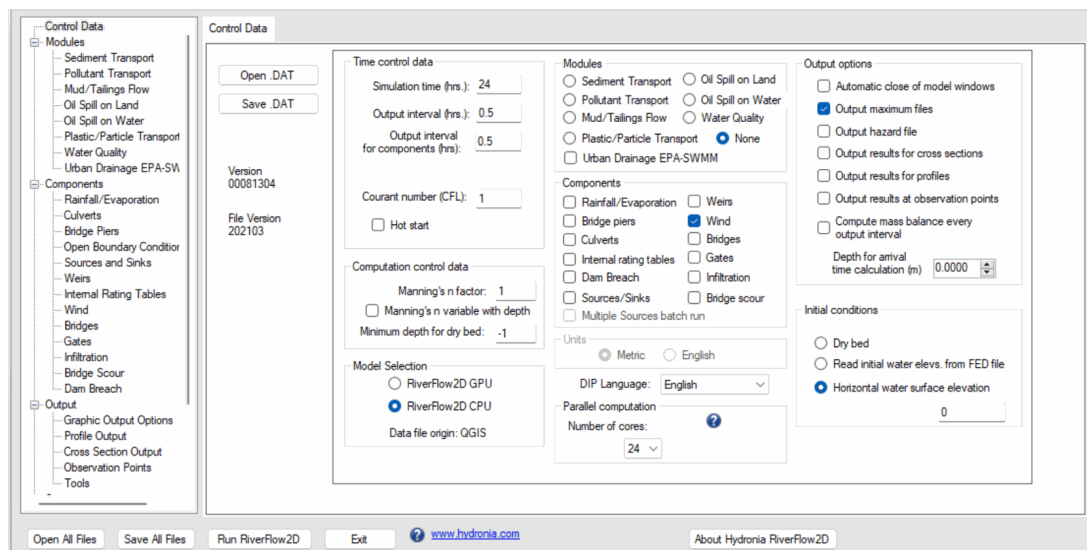 Control Data
Modules
Sediment Transport
Pollutant Transport
Mud/Tailings Flow
Oil Spill on Land
Oil Spill on Water
Plastic/Particle Transport
Water Quality
Urban Drainage EPA-SW
Components
Rainfall/Evaporation
Culverts
Bridge Piers
Open Boundary Condition
Sources and Sinks
Weirs
Internal Rating Tables
Wind
Bridges
Gates
Infiltration
Bridge Scour
Dam Breach
Output
Graphic Output Options
Profile Output
Cross Section Output
Observation Points
Tools
Control Data
Open .DAT
Save .DAT
Version
00081304
File Version
202103
Time control data
Simulation time (hrs.): 24
Output interval (hrs.): 0.5
Output interval
for components (hrs): 0.5
Courant number (CFL): 1
Hot start
Computation control data
Manning's n factor: 1
Manning's n variable with depth
Minimum depth for dry bed: -1
Model Selection
RiverFlow2D GPU
RiverFlow2D CPU
Data file origin: QGIS
Modules
Sediment Transport Oil Spill on Land
Pollutant Transport Oil Spill on Water
Mud/Tailings Flow Water Quality
Plastic/Particle Transport None
Urban Drainage EPA-SWMM
Components
Rainfall/Evaporation Weirs
Bridge piers Wind
Culverts Bridges
Internal rating tables Gates
Dam Breach Infiltration
Sources/Sinks Bridge scour
Multiple Sources batch run
Units
Metric English
DIP Language: English
Parallel computation
Number of cores:
24
Output options
Automatic close of model windows
Output maximum files
Output hazard file
Output results for cross sections
Output results for profiles
Output results at observation points
Compute mass balance every
output interval
Depth for arrival
time calculation (m) 0.0000
Initial conditions
Dry bed
Read initial water elevs. from FED file
Horizontal water surface elevation
0
Open All Files Save All Files Run RiverFlow2D Exit www.hydronia.com About Hydronia RiverFlow2D